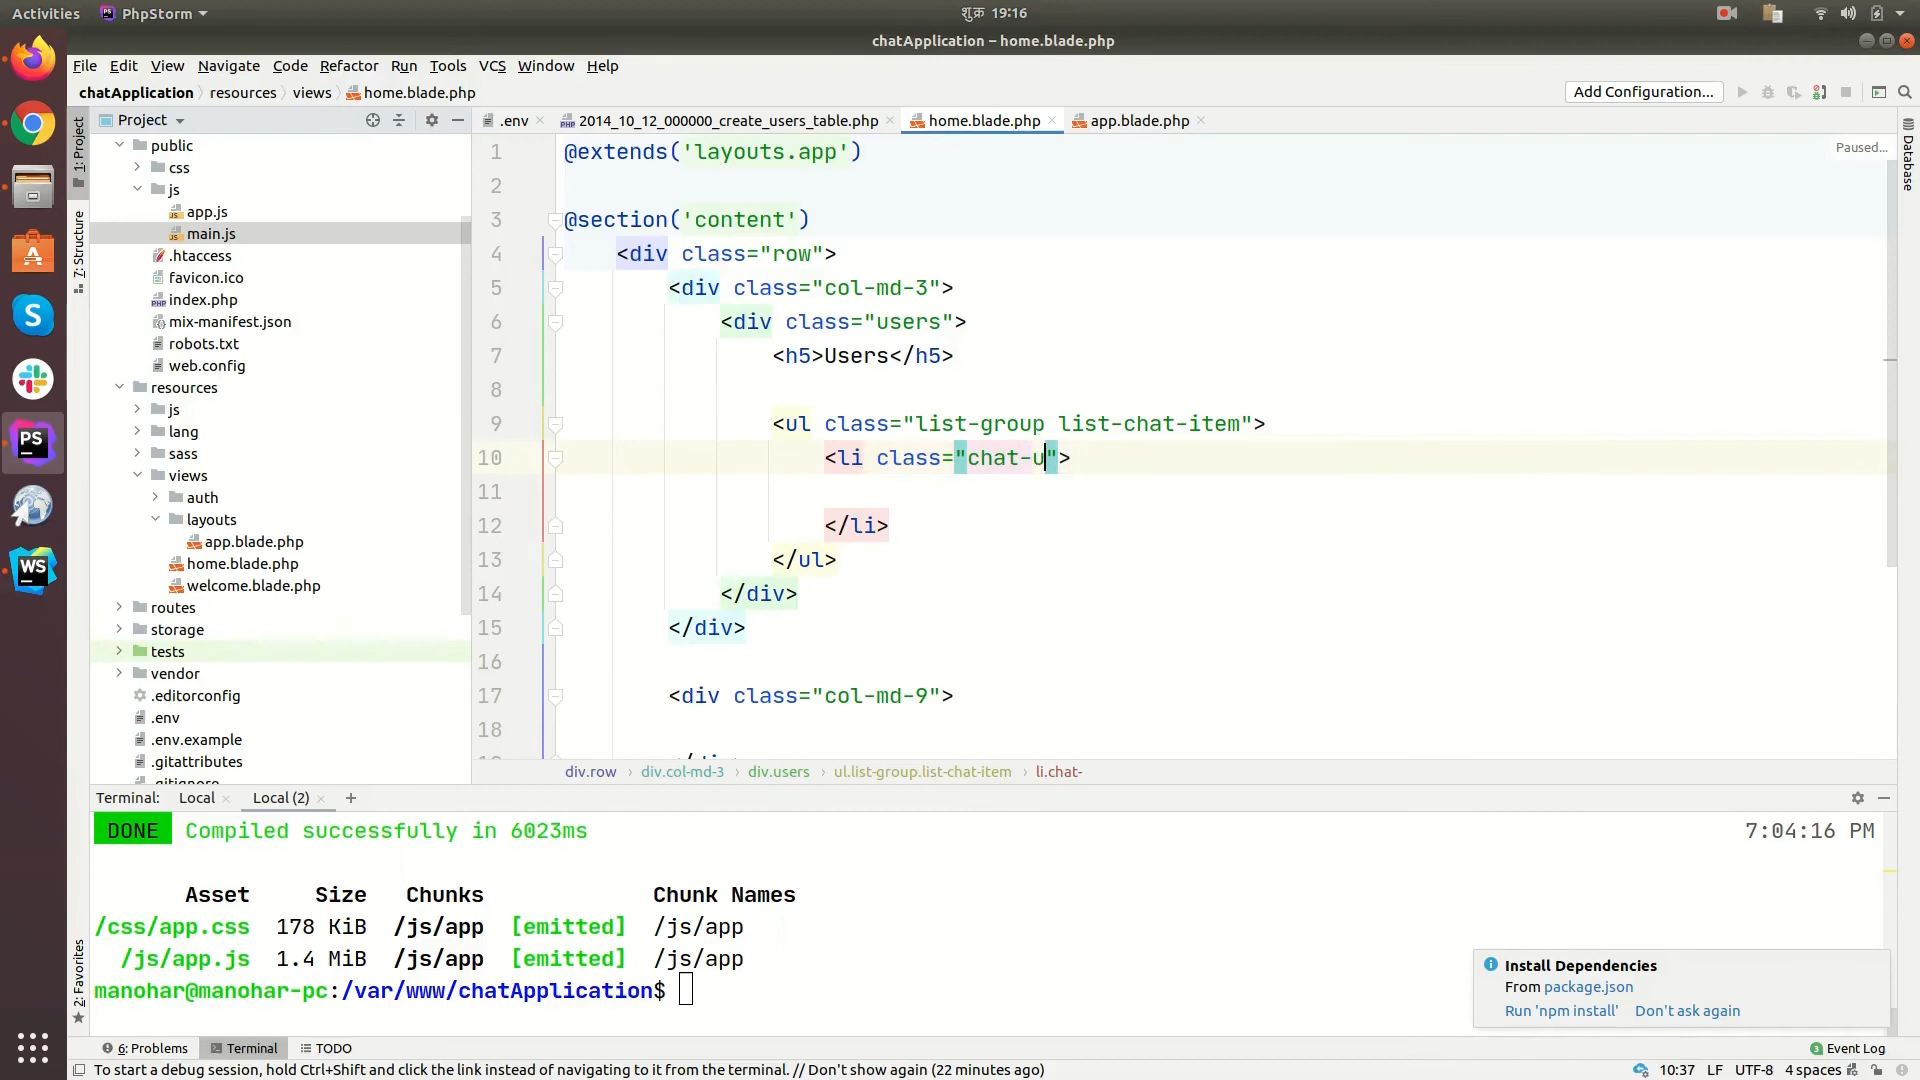 Activities PhpStorm शुक्र 19:16
chatApplication – home.blade.php
File Edit View Navigate Code Refactor Run Tools VCS Window Help
chatApplication resources views home.blade.php Add Configuration...
1: Project
7: Structure
2: Favorites
Project
public
css
js
app.js
main.js
.htaccess
favicon.ico
index.php
mix-manifest.json
robots.txt
web.config
resources
js
lang
sass
views
auth
layouts
app.blade.php
home.blade.php
welcome.blade.php
routes
storage
tests
vendor
.editorconfig
.env
.env.example
.gitattributes
.gitignore
.env 2014_10_12_000000_create_users_table.php home.blade.php app.blade.php
Paused...
Database
1 @extends('layouts.app')
2
3 @section('content')
4 <div class="row">
5 <div class="col-md-3">
6 <div class="users">
7 <h5>Users</h5>
8
9 <ul class="list-group list-chat-item">
10 <li class="chat-u">
11
12 </li>
13 </ul>
14 </div>
15 </div>
16
17 <div class="col-md-9">
18
div.row div.col-md-3 div.users ul.list-group.list-chat-item li.chat-
Terminal: Local Local (2)
DONE Compiled successfully in 6023ms 7:04:16 PM
Asset Size Chunks Chunk Names
/css/app.css 178 KiB /js/app [emitted] /js/app
/js/app.js 1.4 MiB /js/app [emitted] /js/app
manohar@manohar-pc:/var/www/chatApplication$
Install Dependencies
From package.json
Run 'npm install' Don't ask again
6: Problems Terminal TODO 3 Event Log
To start a debug session, hold Ctrl+Shift and click the link instead of navigating to it from the terminal. // Don't show again (22 minutes ago) 10:37 LF UTF-8 4 spaces
PS
WS